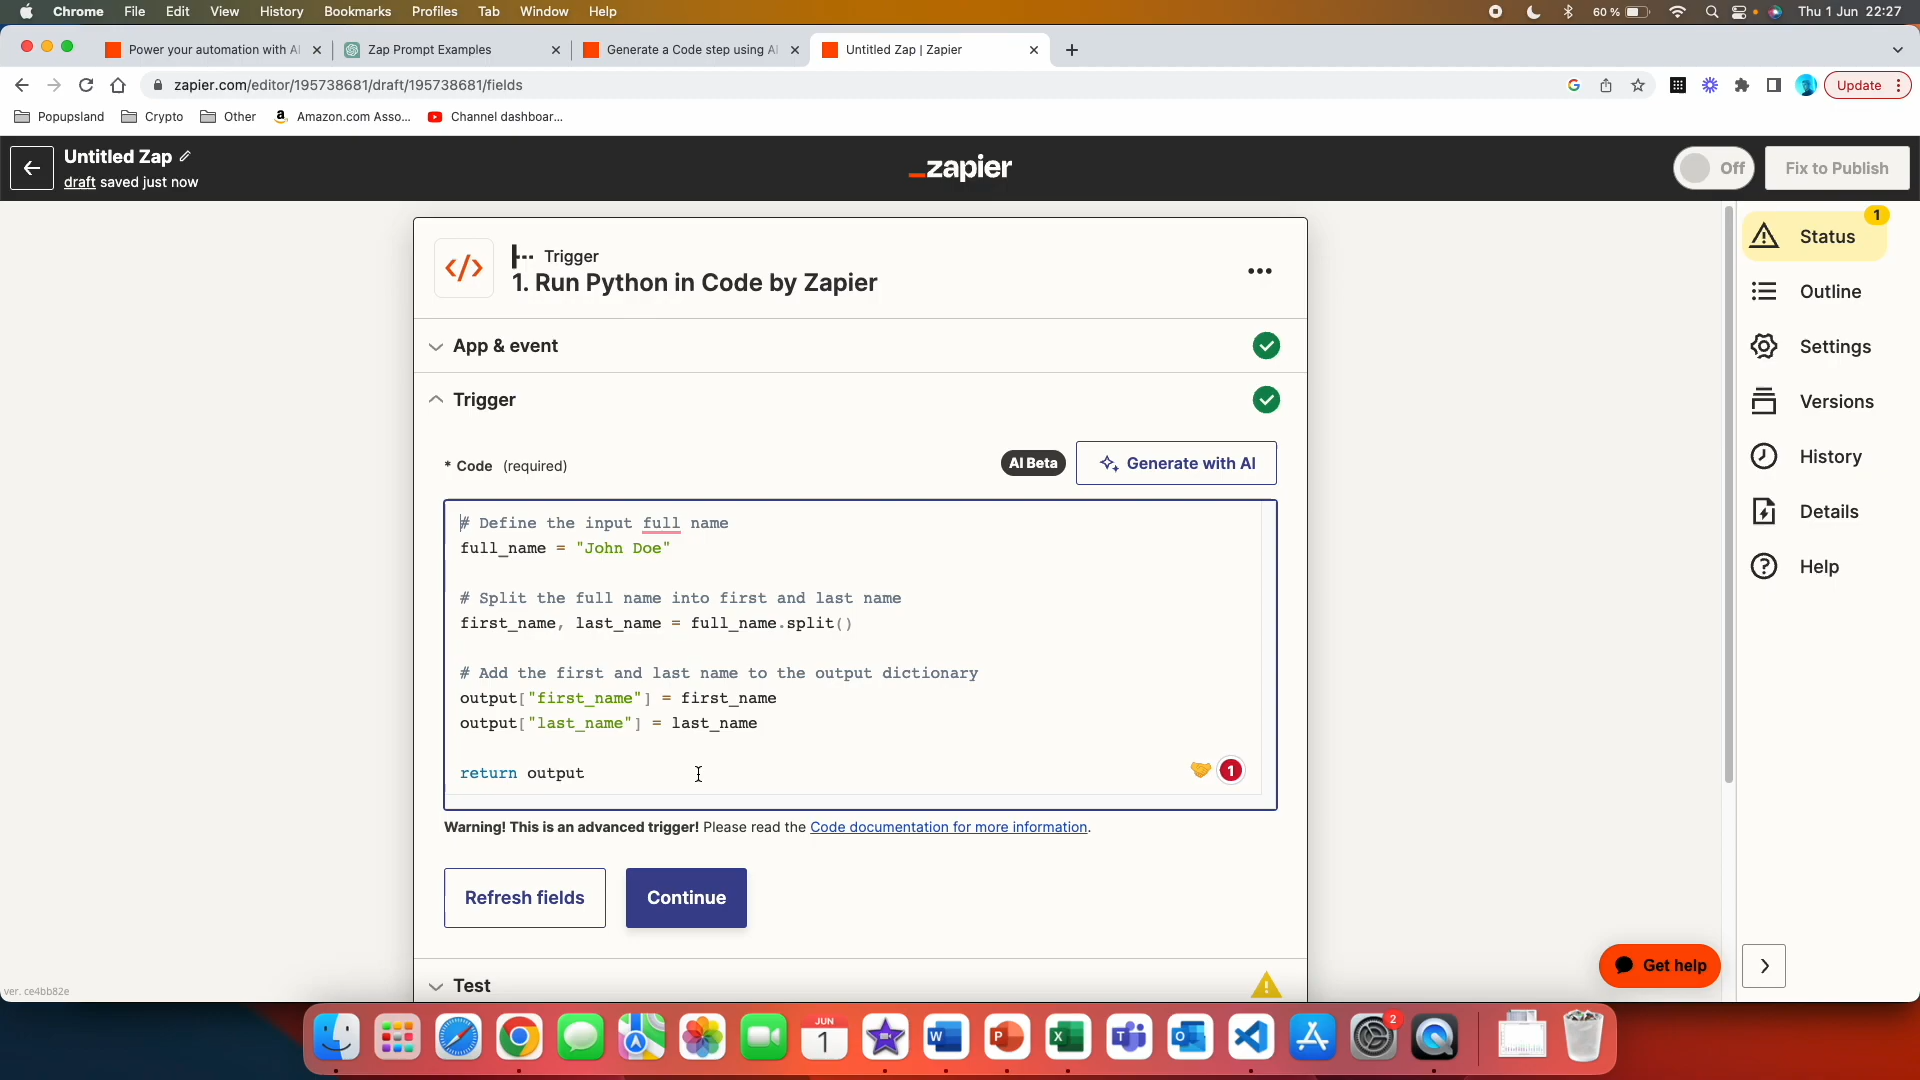 Chrome File Edit View History Bookmarks Profiles Tab Window Help 60 % Thu 1 Jun 22:27
Power your automation with AI Zap Prompt Examples Generate a Code step using AI Untitled Zap | Zapier
zapier.com/editor/195738681/draft/195738681/fields Update
Popupsland Crypto Other Amazon.com Asso... Channel dashboar...
Untitled Zap
draft saved just now
_zapier
Off
Fix to Publish
Trigger
1. Run Python in Code by Zapier
App & event
Trigger
* Code (required)
AI Beta
Generate with AI
# Define the input full name
full_name = "John Doe"
# Split the full name into first and last name
first_name, last_name = full_name.split()
# Add the first and last name to the output dictionary
output["first_name"] = first_name
output["last_name"] = last_name
return output
1
Warning! This is an advanced trigger! Please read the Code documentation for more information.
Refresh fields
Continue
Test
1
Status
Outline
Settings
Versions
History
Details
Help
Get help
ver. ce4bb82e
JUN
1
2